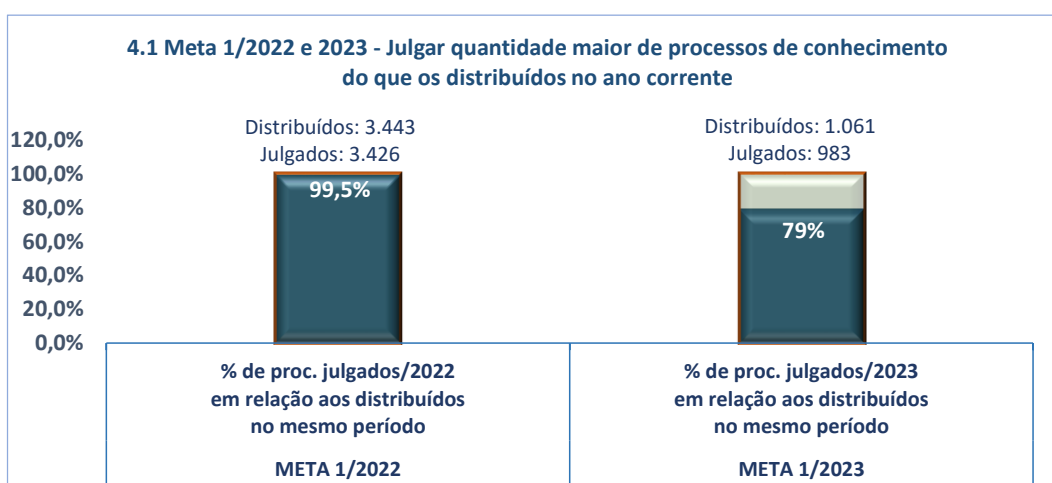 4.1 Meta 1/2022 e 2023 - Julgar quantidade maior de processos de conhecimento
do que os distribuídos no ano corrente
Distribuídos: 3.443
Julgados: 3.426
Distribuídos: 1.061
Julgados: 983
120,0%
100,0%
80,0%
60,0%
40,0%
20,0%
0,0%
99,5%
79%
% de proc. julgados/2022
em relação aos distribuídos
no mesmo período
% de proc. julgados/2023
em relação aos distribuídos
no mesmo período
META 1/2022
META 1/2023